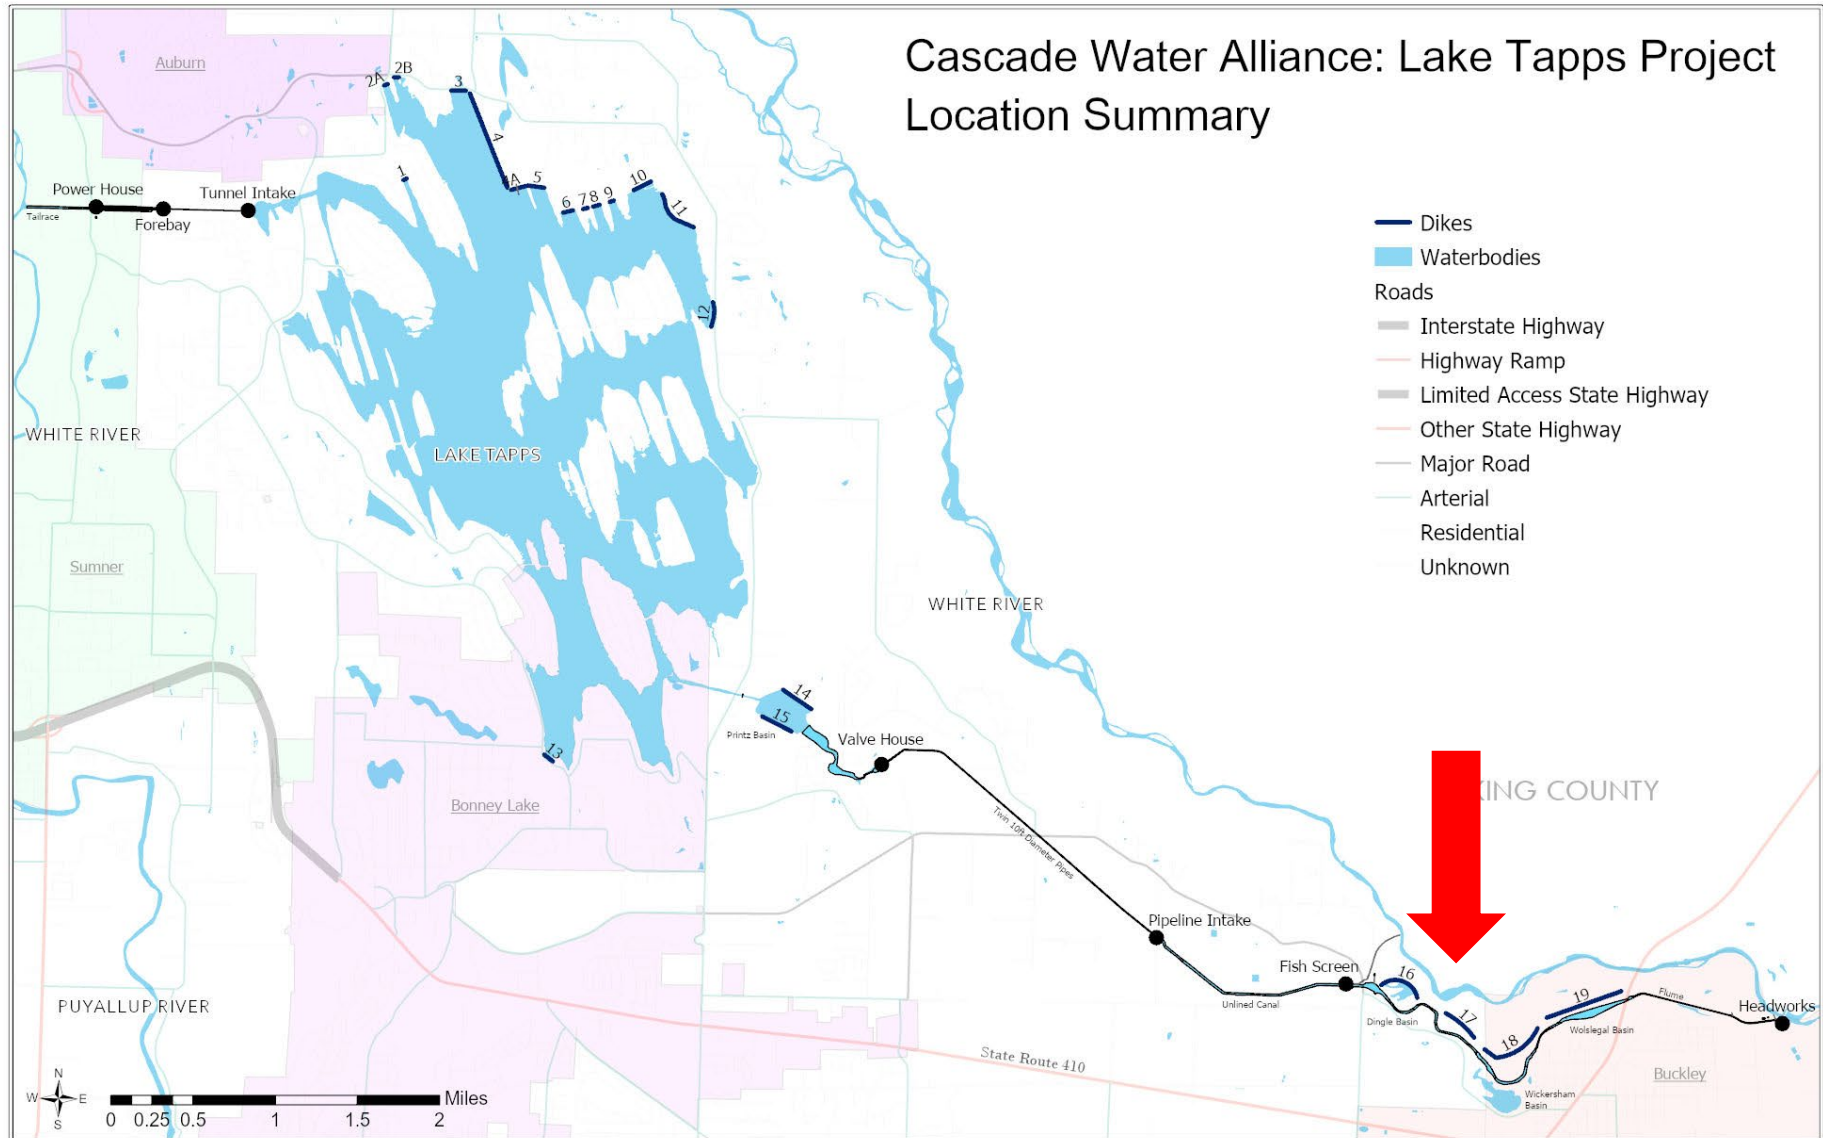 Cascade Water Alliance: Lake Tapps Project
Location Summary
Auburn
2A
2B
3
4
1
4A
5
6
7
8
9
10
11
12
Power House
Tunnel Intake
Tailrace
Forebay
Dikes
Waterbodies
Roads
Interstate Highway
Highway Ramp
Limited Access State Highway
Other State Highway
Major Road
Arterial
Residential
Unknown
WHITE RIVER
LAKE TAPPS
Sumner
WHITE RIVER
14
15
Printz Basin
Valve House
13
Bonney Lake
KING COUNTY
Twin 10ft Diameter Pipes
Pipeline Intake
Fish Screen
16
Unlined Canal
Dingle Basin
17
18
19
Wolslegal Basin
Flume
Headworks
PUYALLUP RIVER
State Route 410
Buckley
Wickersham
Basin
N
W
E
S
Miles
0 0.25 0.5 1 1.5 2